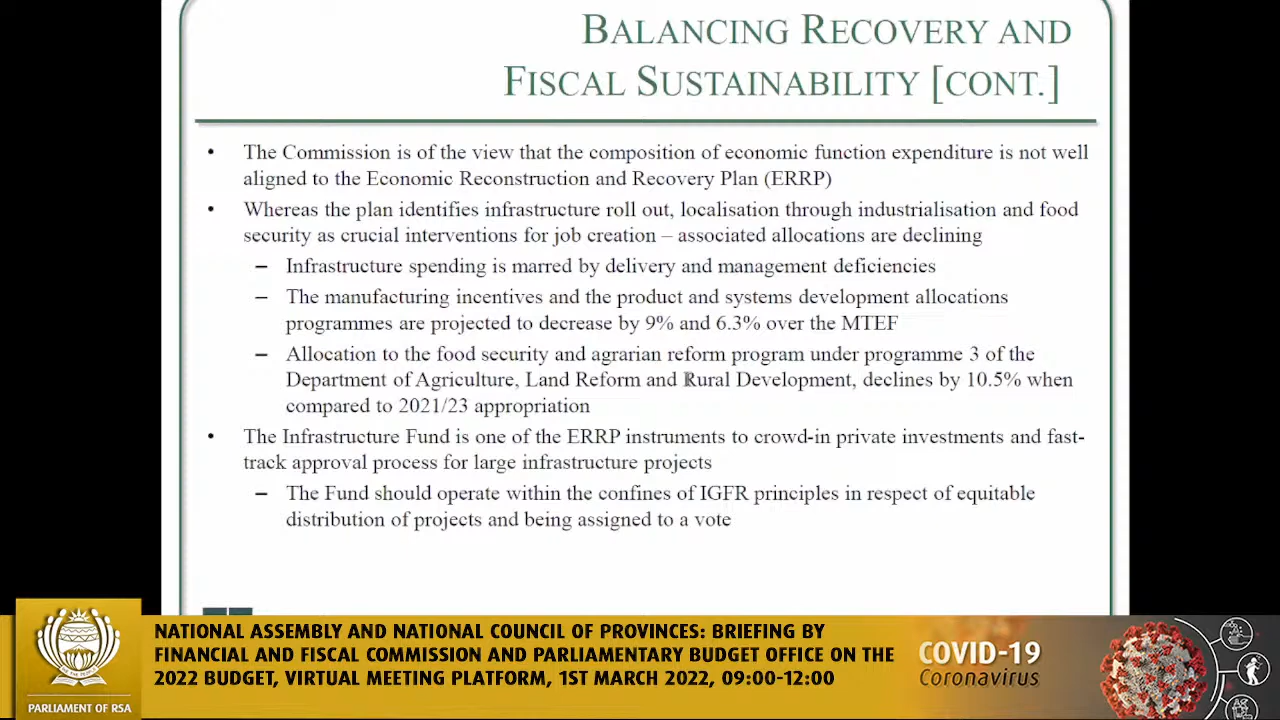 BALANCING RECOVERY AND
FISCAL SUSTAINABILITY [CONT.]
• The Commission is of the view that the composition of economic function expenditure is not well
aligned to the Economic Reconstruction and Recovery Plan (ERRP)
• Whereas the plan identifies infrastructure roll out, localisation through industrialisation and food
security as crucial interventions for job creation – associated allocations are declining
– Infrastructure spending is marred by delivery and management deficiencies
– The manufacturing incentives and the product and systems development allocations
programmes are projected to decrease by 9% and 6.3% over the MTEF
– Allocation to the food security and agrarian reform program under programme 3 of the
Department of Agriculture, Land Reform and Rural Development, declines by 10.5% when
compared to 2021/23 appropriation
• The Infrastructure Fund is one of the ERRP instruments to crowd-in private investments and fast-
track approval process for large infrastructure projects
– The Fund should operate within the confines of IGFR principles in respect of equitable
distribution of projects and being assigned to a vote
PARLIAMENT OF RSA
NATIONAL ASSEMBLY AND NATIONAL COUNCIL OF PROVINCES: BRIEFING BY
FINANCIAL AND FISCAL COMMISSION AND PARLIAMENTARY BUDGET OFFICE ON THE
2022 BUDGET, VIRTUAL MEETING PLATFORM, 1ST MARCH 2022, 09:00-12:00
COVID-19
Coronavirus